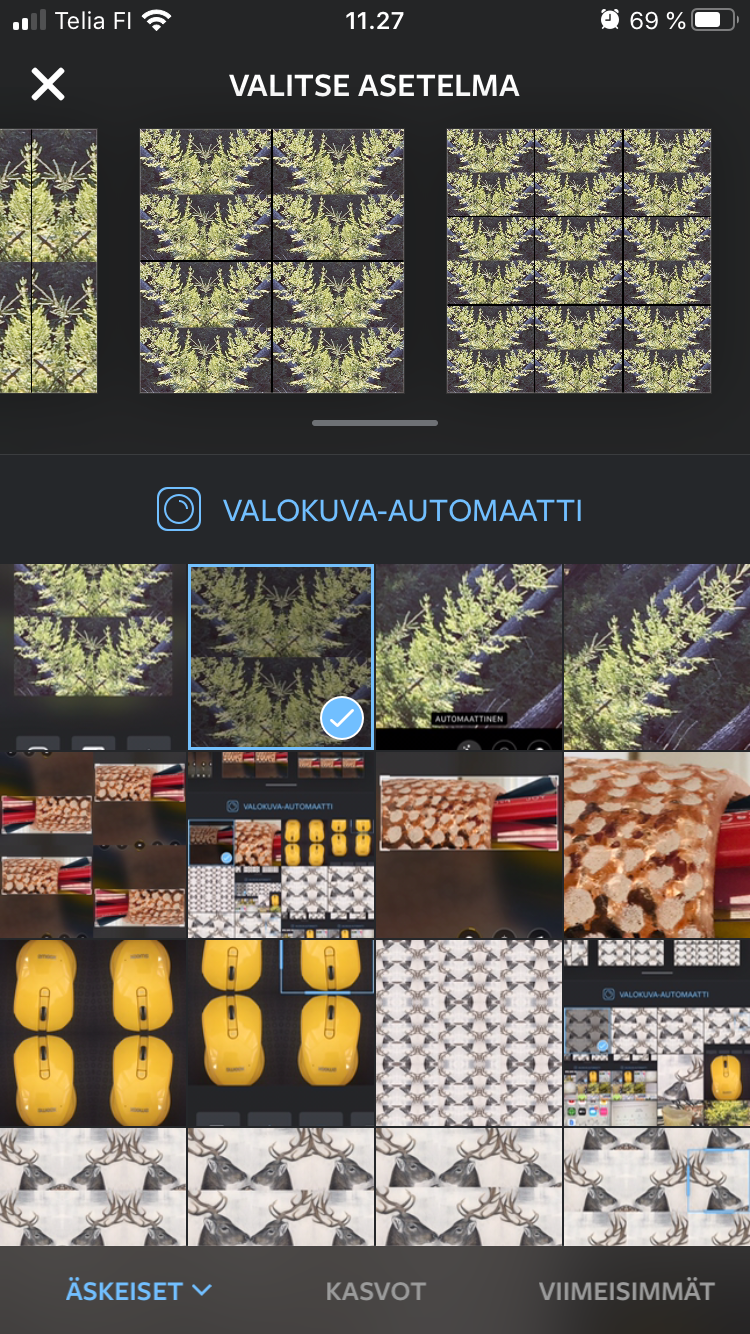 Telia FI 11.27 69 %
VALITSE ASETELMA
VALOKUVA-AUTOMAATTI
AUTOMAATTINEN
VALOKUVA-AUTOMAATTI
VALOKUVA-AUTOMAATTI
ÄSKEISET KASVOT VIIMEISIMMÄT